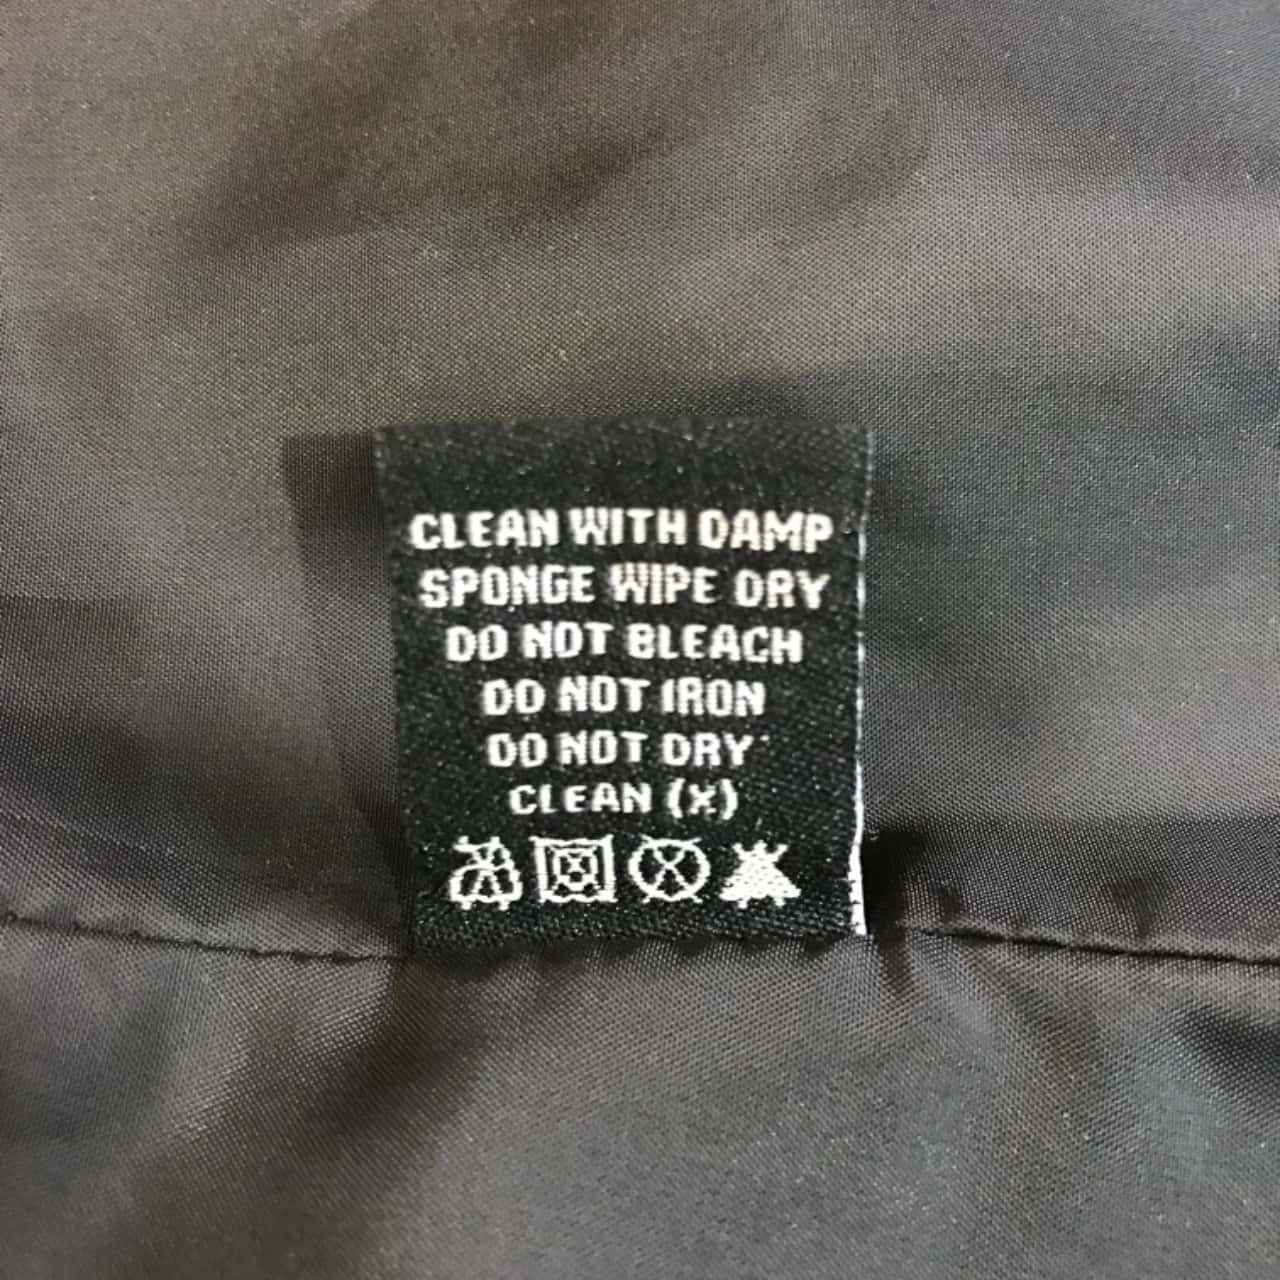 CLEAN WITH DAMP
SPONGE WIPE DRY
DO NOT BLEACH
DO NOT IRON
DO NOT DRY
CLEAN (X)